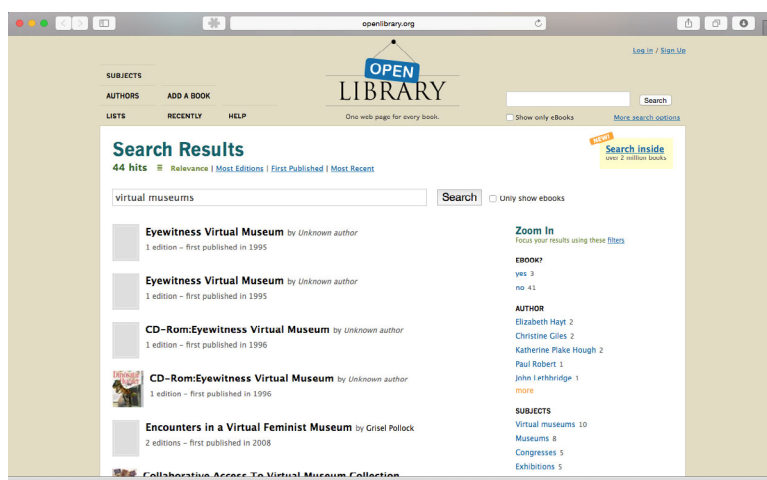 openlibrary.org
Log in / Sign Up
SUBJECTS
AUTHORS ADD A BOOK
LISTS RECENTLY HELP
OPEN
LIBRARY
One web page for every book.
Search
Show only eBooks More search options
Search Results
44 hits Relevance | Most Editions | First Published | Most Recent
NEW!
Search inside
over 2 million books
virtual museums Search Only show ebooks
Eyewitness Virtual Museum by Unknown author
1 edition – first published in 1995
Eyewitness Virtual Museum by Unknown author
1 edition – first published in 1995
CD-Rom:Eyewitness Virtual Museum by Unknown author
1 edition – first published in 1996
CD-Rom:Eyewitness Virtual Museum by Unknown author
1 edition – first published in 1996
Encounters in a Virtual Feminist Museum by Grisel Pollock
2 editions – first published in 2008
Collaborative Access To Virtual Museum Collection
Zoom In
Focus your results using these filters
EBOOK?
yes 3
no 41
AUTHOR
Elizabeth Hayt 2
Christine Giles 2
Katherine Plake Hough 2
Paul Robert 1
John Lethbridge 1
more
SUBJECTS
Virtual museums 10
Museums 8
Congresses 5
Exhibitions 5